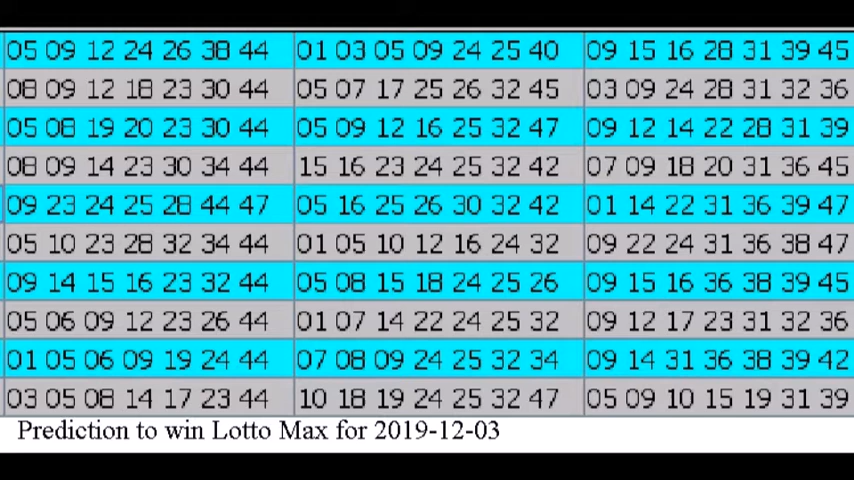 05 09 12 24 26 38 44 01 03 05 09 24 25 40 09 15 16 28 31 39 45
08 09 12 18 23 30 44 05 07 17 25 26 32 45 03 09 24 28 31 32 36
05 08 19 20 23 30 44 05 09 12 16 25 32 47 09 12 14 22 28 31 39
08 09 14 23 30 34 44 15 16 23 24 25 32 42 07 09 18 20 31 36 45
09 23 24 25 28 44 47 05 16 25 26 30 32 42 01 14 22 31 36 39 47
05 10 23 28 32 34 44 01 05 10 12 16 24 32 09 22 24 31 36 38 47
09 14 15 16 23 32 44 05 08 15 18 24 25 26 09 15 16 36 38 39 45
05 06 09 12 23 26 44 01 07 14 22 24 25 32 09 12 17 23 31 32 36
01 05 06 09 19 24 44 07 08 09 24 25 32 34 09 14 31 36 38 39 42
03 05 08 14 17 23 44 10 18 19 24 25 32 47 05 09 10 15 19 31 39
Prediction to win Lotto Max for 2019-12-03